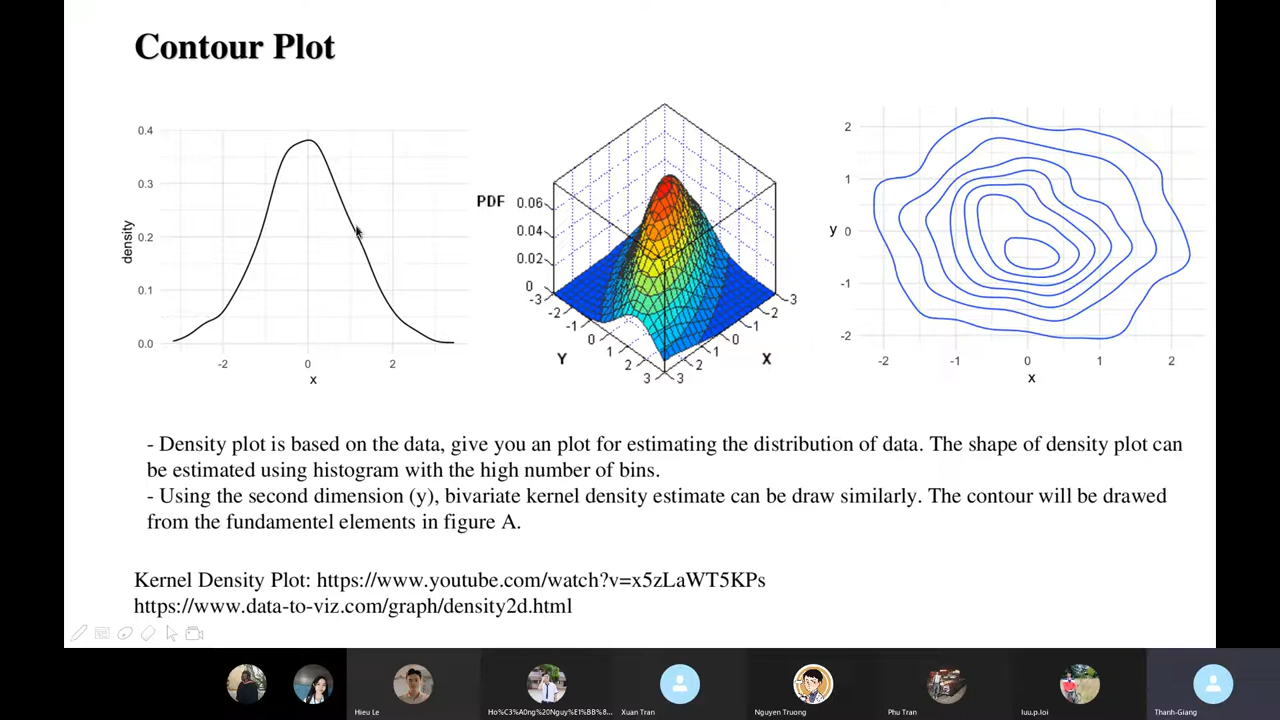 Contour Plot
0.4
0.3
0.2
0.1
0.0
density
-2 0 2
x
PDF
0.06
0.04
0.02
0
-3
-2
-1
0
1
2
3
Y
3
2
1
0
-1
-2
-3
X
2
1
0
-1
-2
y
-2 -1 0 1 2
x
- Density plot is based on the data, give you an plot for estimating the distribution of data. The shape of density plot can
be estimated using histogram with the high number of bins.
- Using the second dimension (y), bivariate kernel density estimate can be draw similarly. The contour will be drawed
from the fundamentel elements in figure A.
Kernel Density Plot: https://www.youtube.com/watch?v=x5zLaWT5KPs
https://www.data-to-viz.com/graph/density2d.html
Hieu Le
Ho%C3%A0ng%20Nguy%E1%BB%8...
Xuan Tran
Nguyen Truong
Phu Tran
luu.p.loi
Thanh-Giang